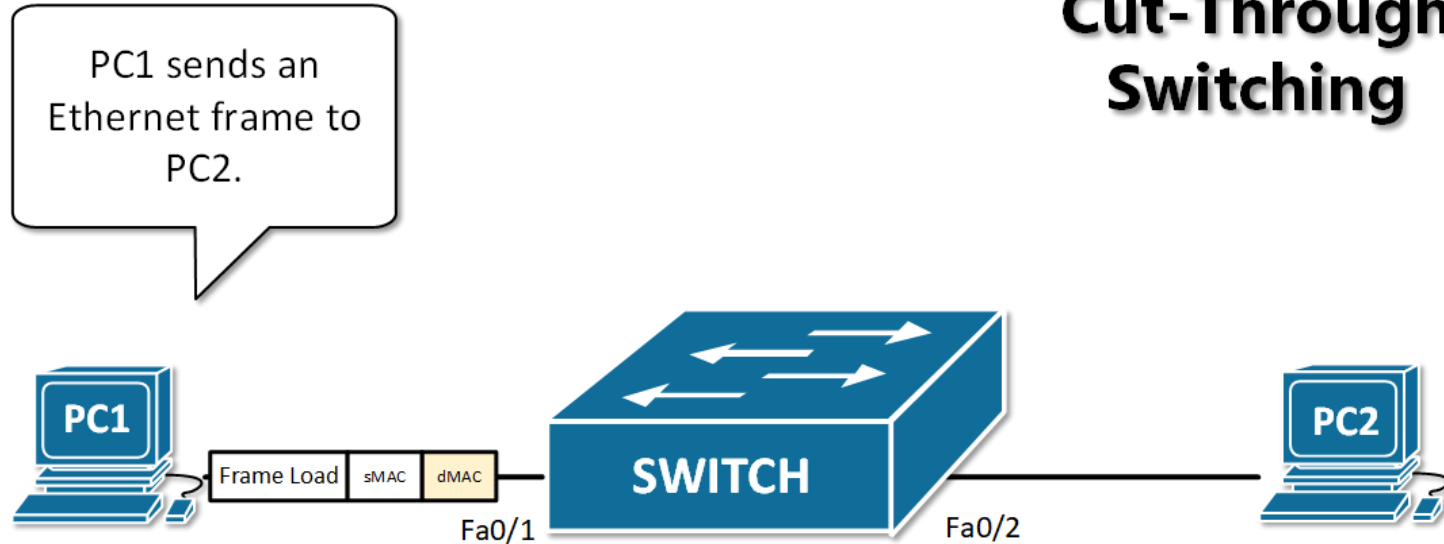 Cut-Through
Switching
PC1 sends an
Ethernet frame to
PC2.
PC1
Frame Load sMAC dMAC
SWITCH
PC2
Fa0/1
Fa0/2